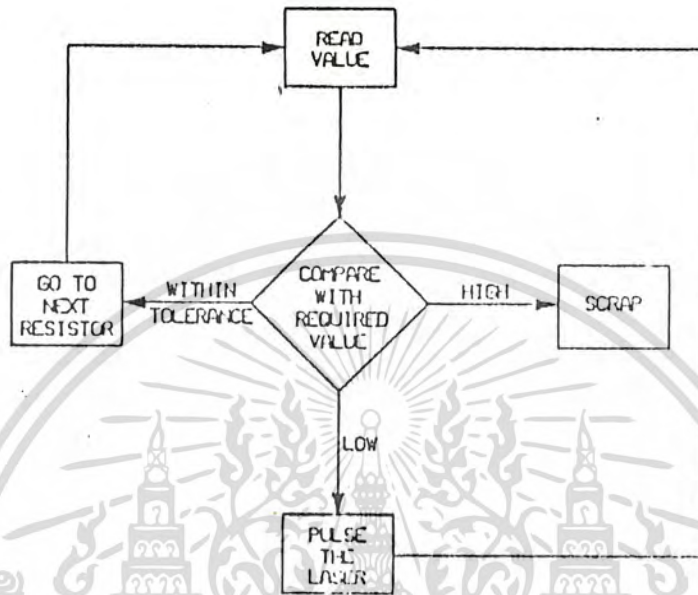 READ
VALUE
COMPARE
WITH
REQUIRED
VALUE
WITHIN
TOLERANCE
GO TO
NEXT
RESISTOR
HIGH
SCRAP
LOW
PULSE
THE
LASER